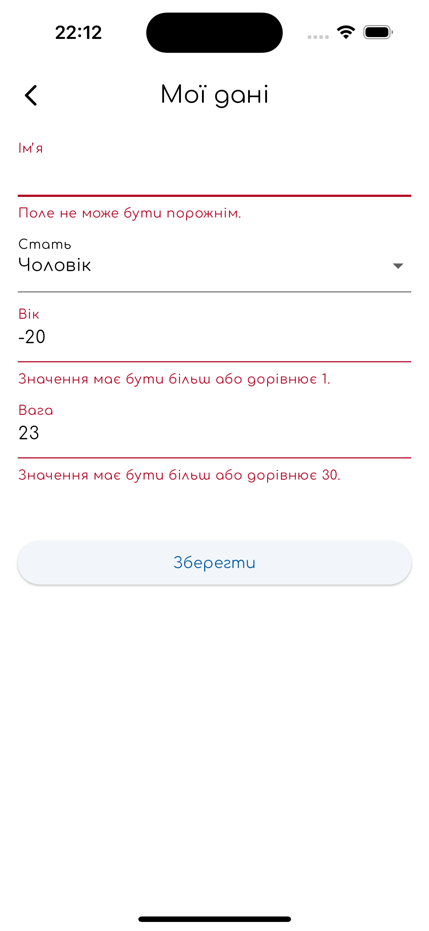 22:12
Мої дані
Ім'я
Поле не може бути порожнім.
Стать
Чоловік
Вік
-20
Значення має бути більш або дорівнює 1.
Вага
23
Значення має бути більш або дорівнює 30.
Зберегти